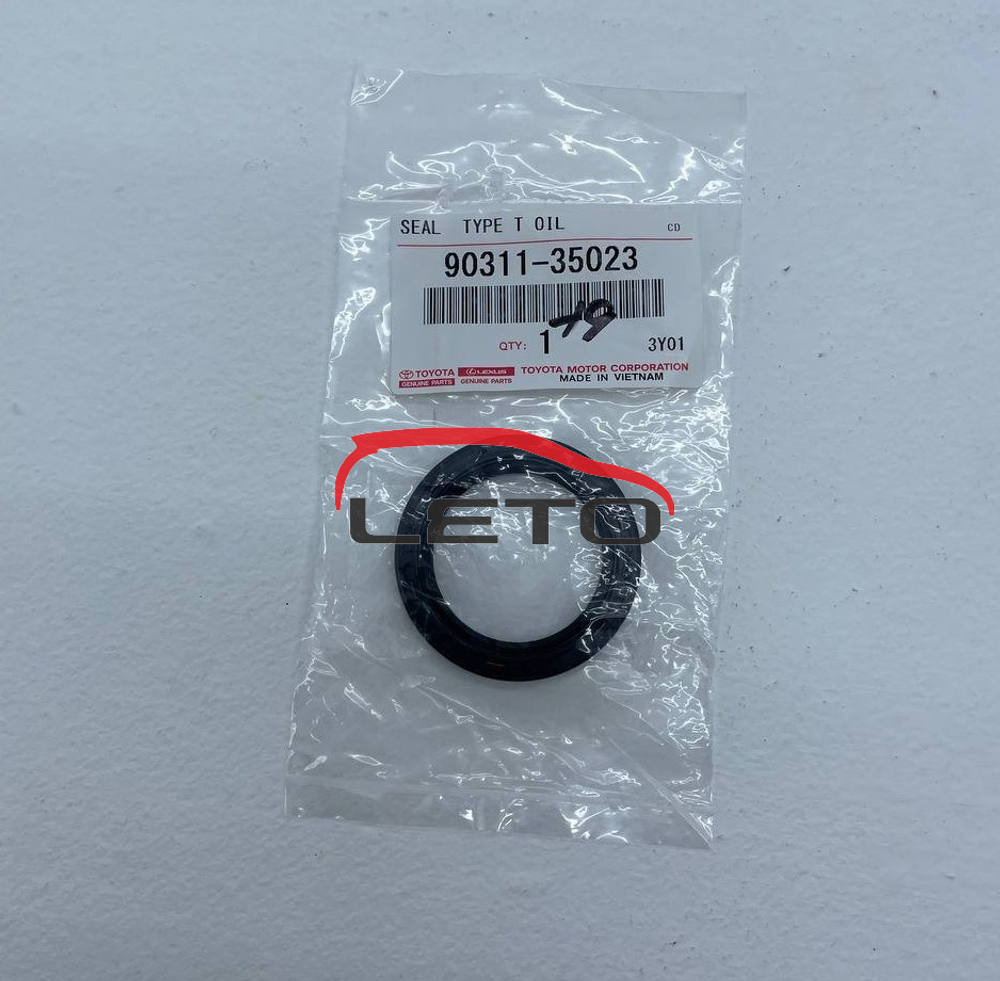 SEAL TYPE T OIL CD
90311-35023
QTY: 1
3Y01
TOYOTA LEXUS TOYOTA MOTOR CORPORATION
GENUINE PARTS GENUINE PARTS MADE IN VIETNAM
LETO